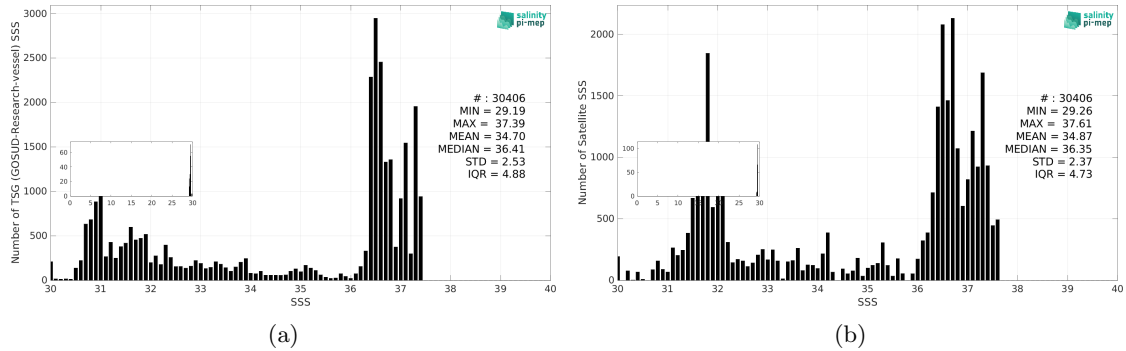 salinity
pi-mep
Number of TSG (GOSUD-Research-vessel) SSS
3000
2500
2000
1500
1000
500
0
# : 30406
MIN = 29.19
MAX = 37.39
MEAN = 34.70
MEDIAN = 36.41
STD = 2.53
IQR = 4.88
60
40
20
0
0 5 10 15 20 25 30
30 31 32 33 34 35 36 37 38 39 40
SSS
(a)
salinity
pi-mep
Number of Satellite SSS
2000
1500
1000
500
0
# : 30406
MIN = 29.26
MAX = 37.61
MEAN = 34.87
MEDIAN = 36.35
STD = 2.37
IQR = 4.73
100
50
0
0 5 10 15 20 25 30
30 31 32 33 34 35 36 37 38 39 40
SSS
(b)